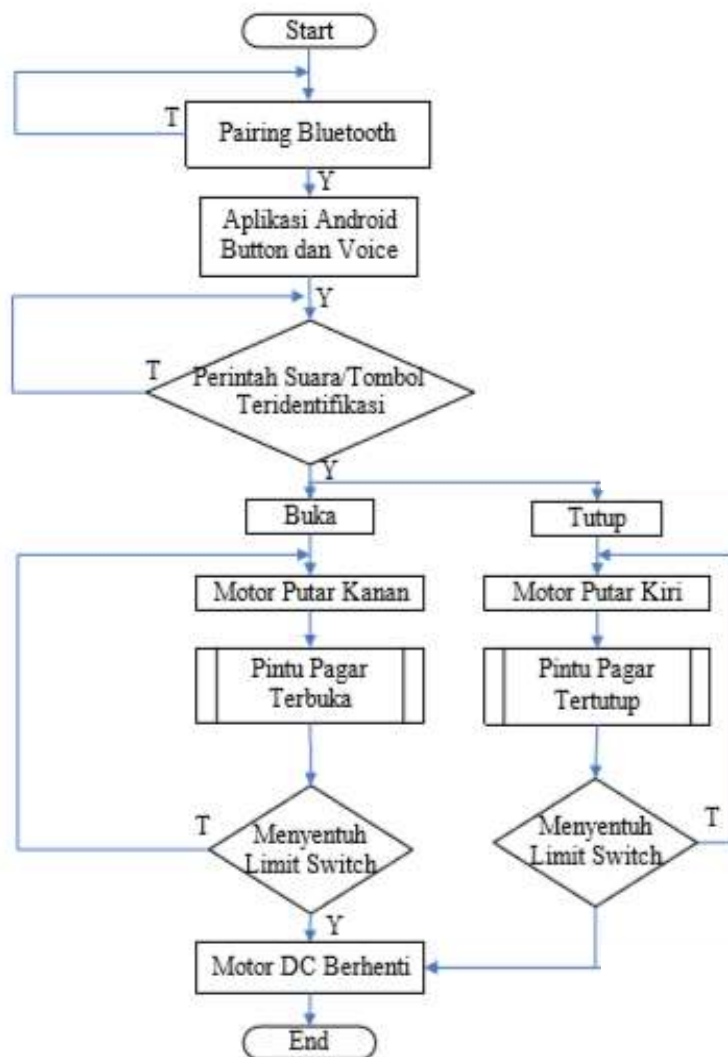 Start
T
Pairing Bluetooth
Y
Aplikasi Android
Button dan Voice
Y
T
Perintah Suara/Tombol
Teridentifikasi
Y
Buka
Tutup
Motor Putar Kanan
Motor Putar Kiri
Pintu Pagar
Terbuka
Pintu Pagar
Tertutup
T
Menyentuh
Limit Switch
Menyentuh
Limit Switch
T
Y
Motor DC Berhenti
End